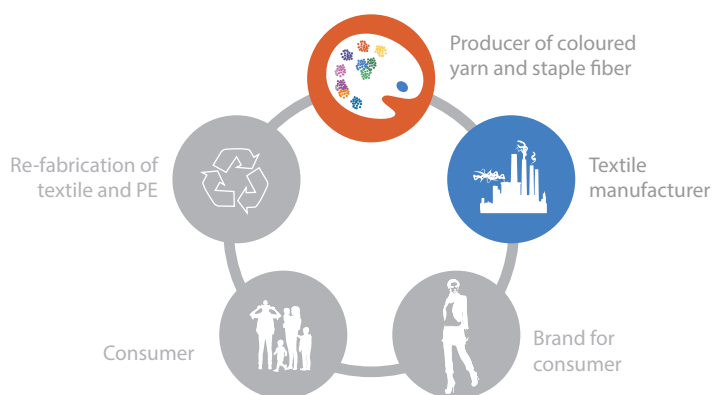 Producer of coloured
yarn and staple fiber
Textile
manufacturer
Brand for
consumer
Consumer
Re-fabrication of
textile and PE